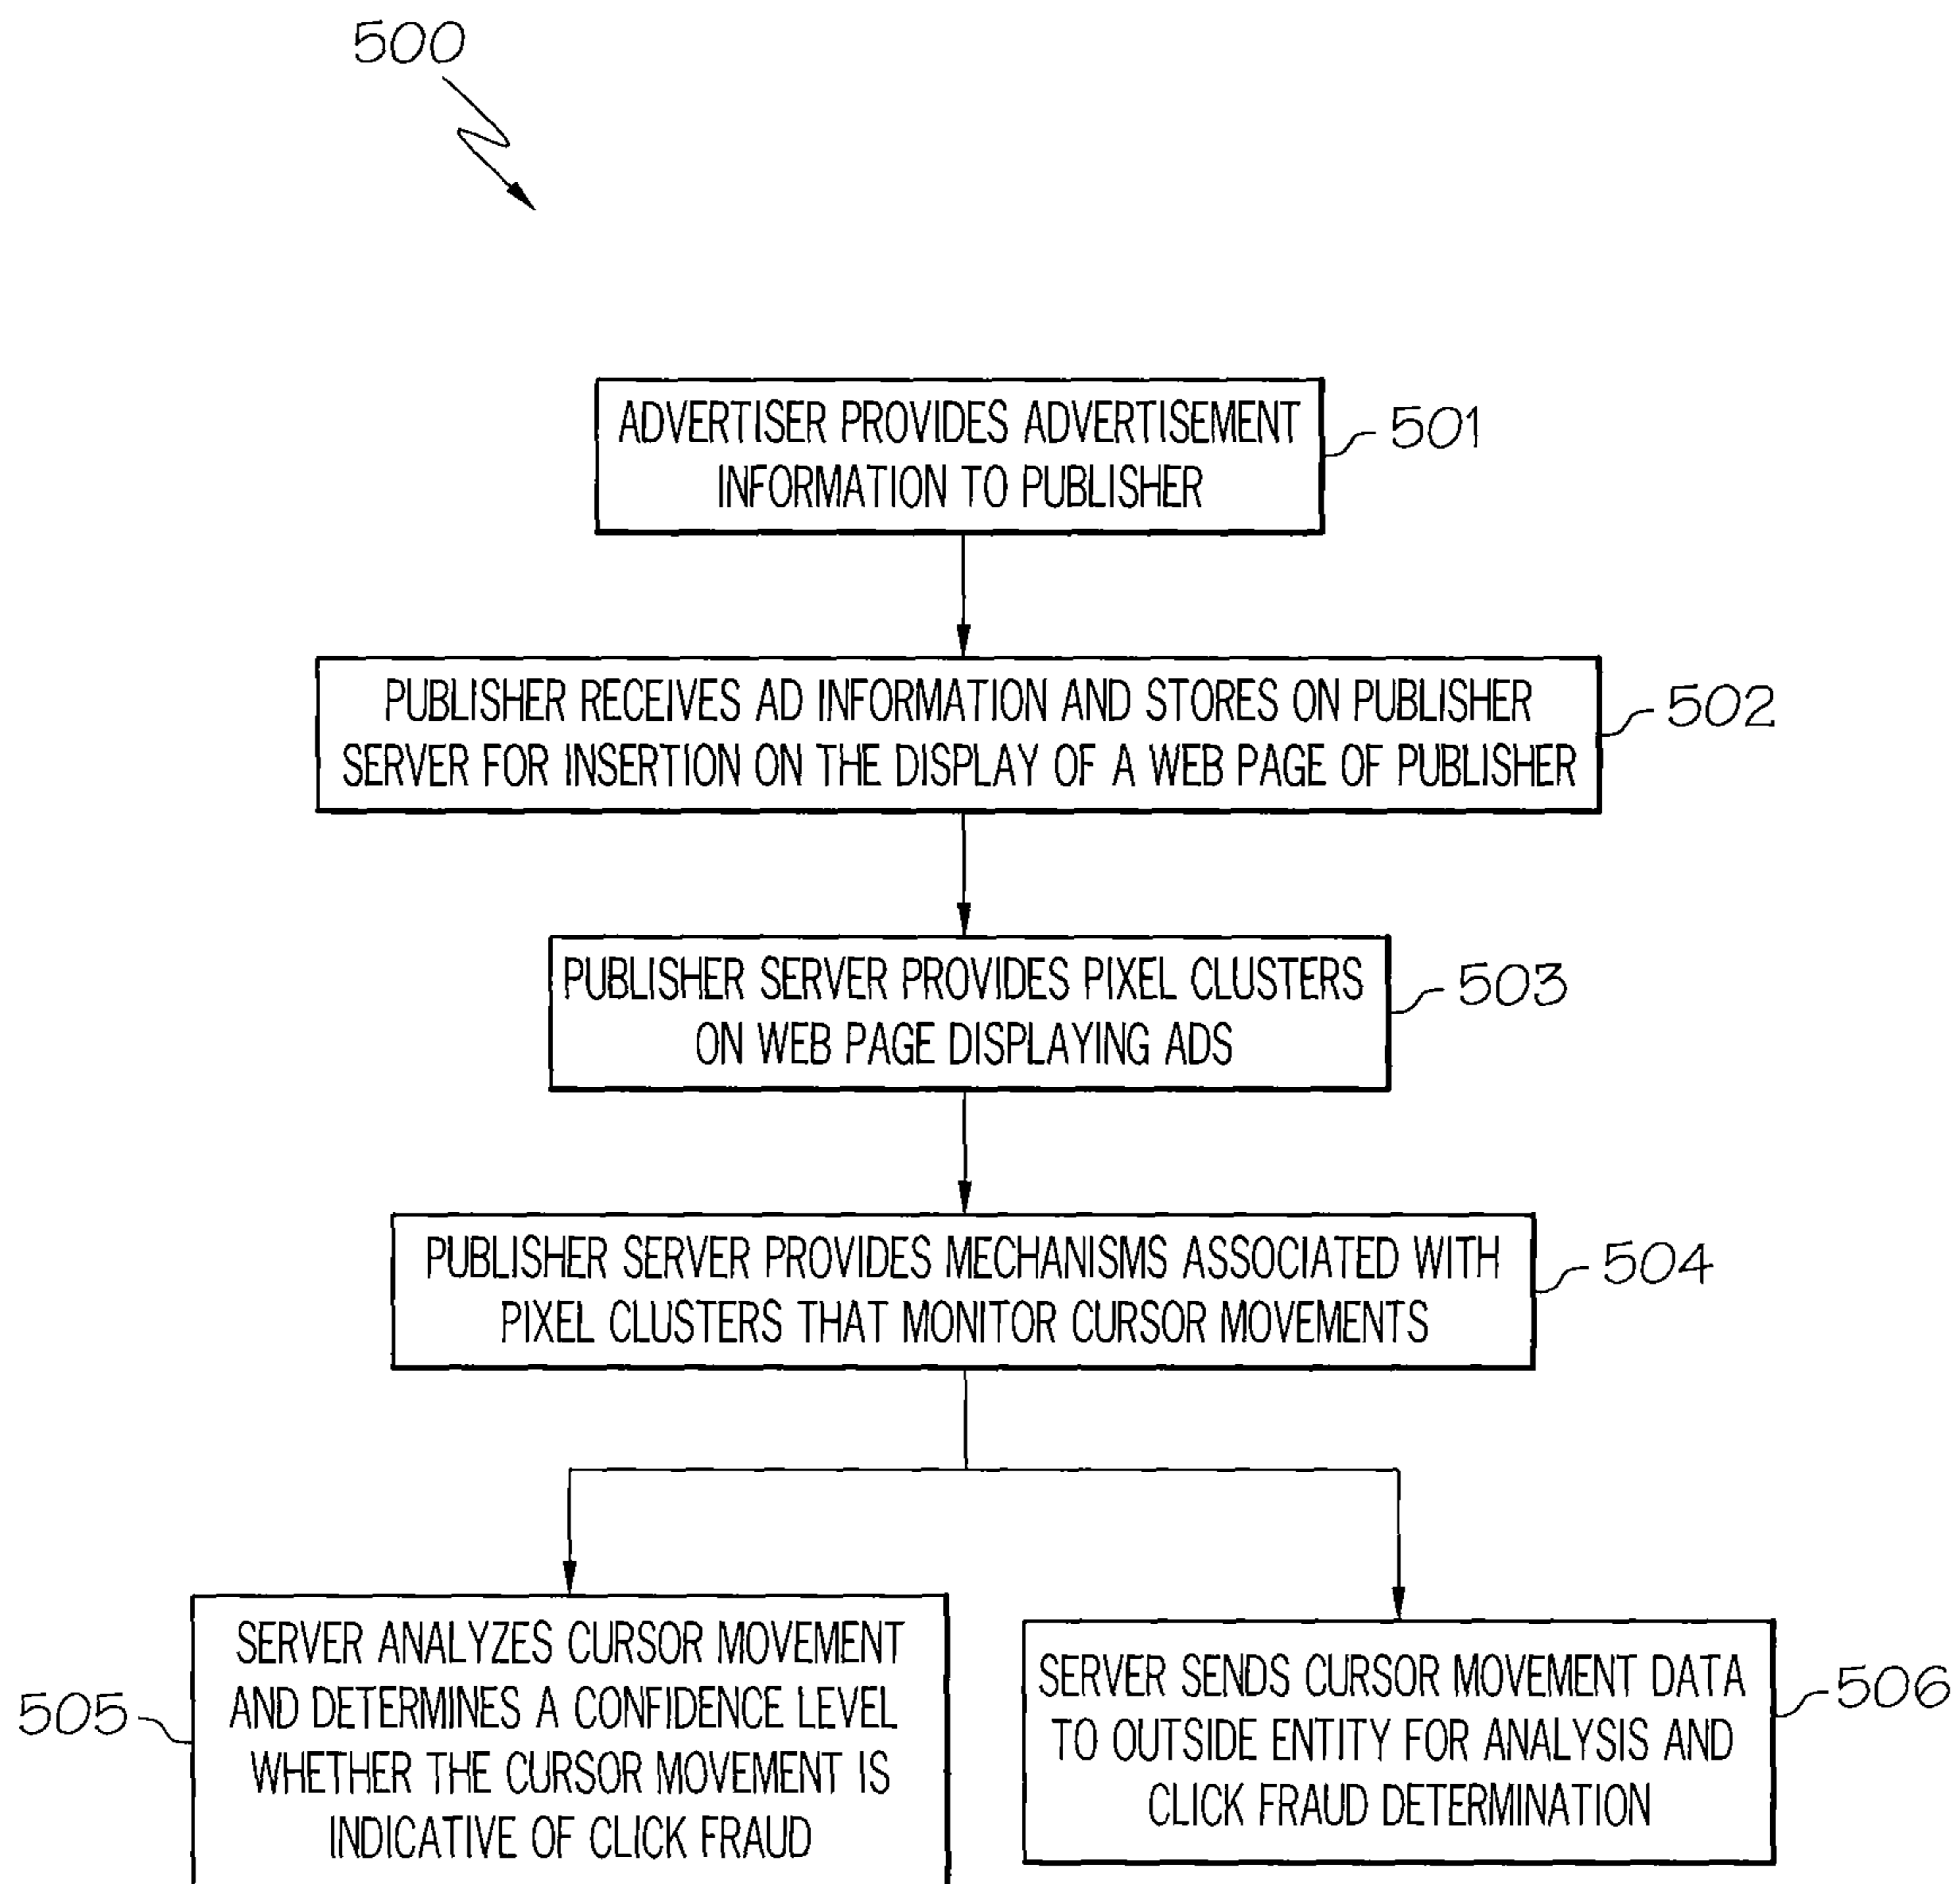 500
ADVERTISER PROVIDES ADVERTISEMENT
INFORMATION TO PUBLISHER
501
PUBLISHER RECEIVES AD INFORMATION AND STORES ON PUBLISHER
SERVER FOR INSERTION ON THE DISPLAY OF A WEB PAGE OF PUBLISHER
502
PUBLISHER SERVER PROVIDES PIXEL CLUSTERS
ON WEB PAGE DISPLAYING ADS
503
PUBLISHER SERVER PROVIDES MECHANISMS ASSOCIATED WITH
PIXEL CLUSTERS THAT MONITOR CURSOR MOVEMENTS
504
505
SERVER ANALYZES CURSOR MOVEMENT
AND DETERMINES A CONFIDENCE LEVEL
WHETHER THE CURSOR MOVEMENT IS
INDICATIVE OF CLICK FRAUD
SERVER SENDS CURSOR MOVEMENT DATA
TO OUTSIDE ENTITY FOR ANALYSIS AND
CLICK FRAUD DETERMINATION
506